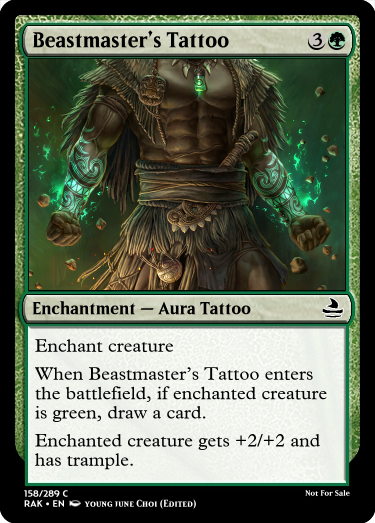 Beastmaster's Tattoo 3
Enchantment — Aura Tattoo
Enchant creature
When Beastmaster's Tattoo enters
the battlefield, if enchanted creature
is green, draw a card.
Enchanted creature gets +2/+2 and
has trample.
158/289 C
Not For Sale
RAK • EN YOUNG JUNE CHOI (EDITED)